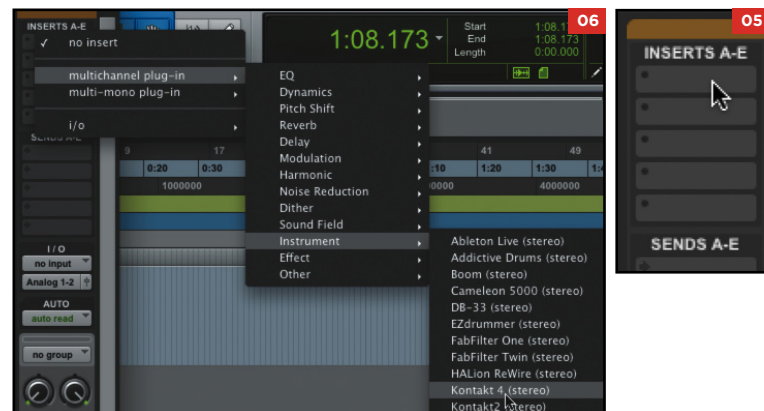 INSERTS A-E
✓ no insert
multichannel plug-in
multi-mono plug-in
i/o
1:08.173
Start 1:08.173
End 1:08.173
Length 0:00.000
06
EQ
Dynamics
Pitch Shift
Reverb
Delay
Modulation
Harmonic
Noise Reduction
Dither
Sound Field
Instrument
Effect
Other
9 17 41 49
0:20 0:30 :10 1:20 1:30
1000000 4000000
I / O
no input
Analog 1-2
AUTO
auto read
no group
Ableton Live (stereo)
Addictive Drums (stereo)
Boom (stereo)
Cameleon 5000 (stereo)
DB-33 (stereo)
EZdrummer (stereo)
FabFilter One (stereo)
FabFilter Twin (stereo)
HALion ReWire (stereo)
Kontakt 4 (stereo)
Kontakt2 (stereo)
05
INSERTS A-E
SENDS A-E